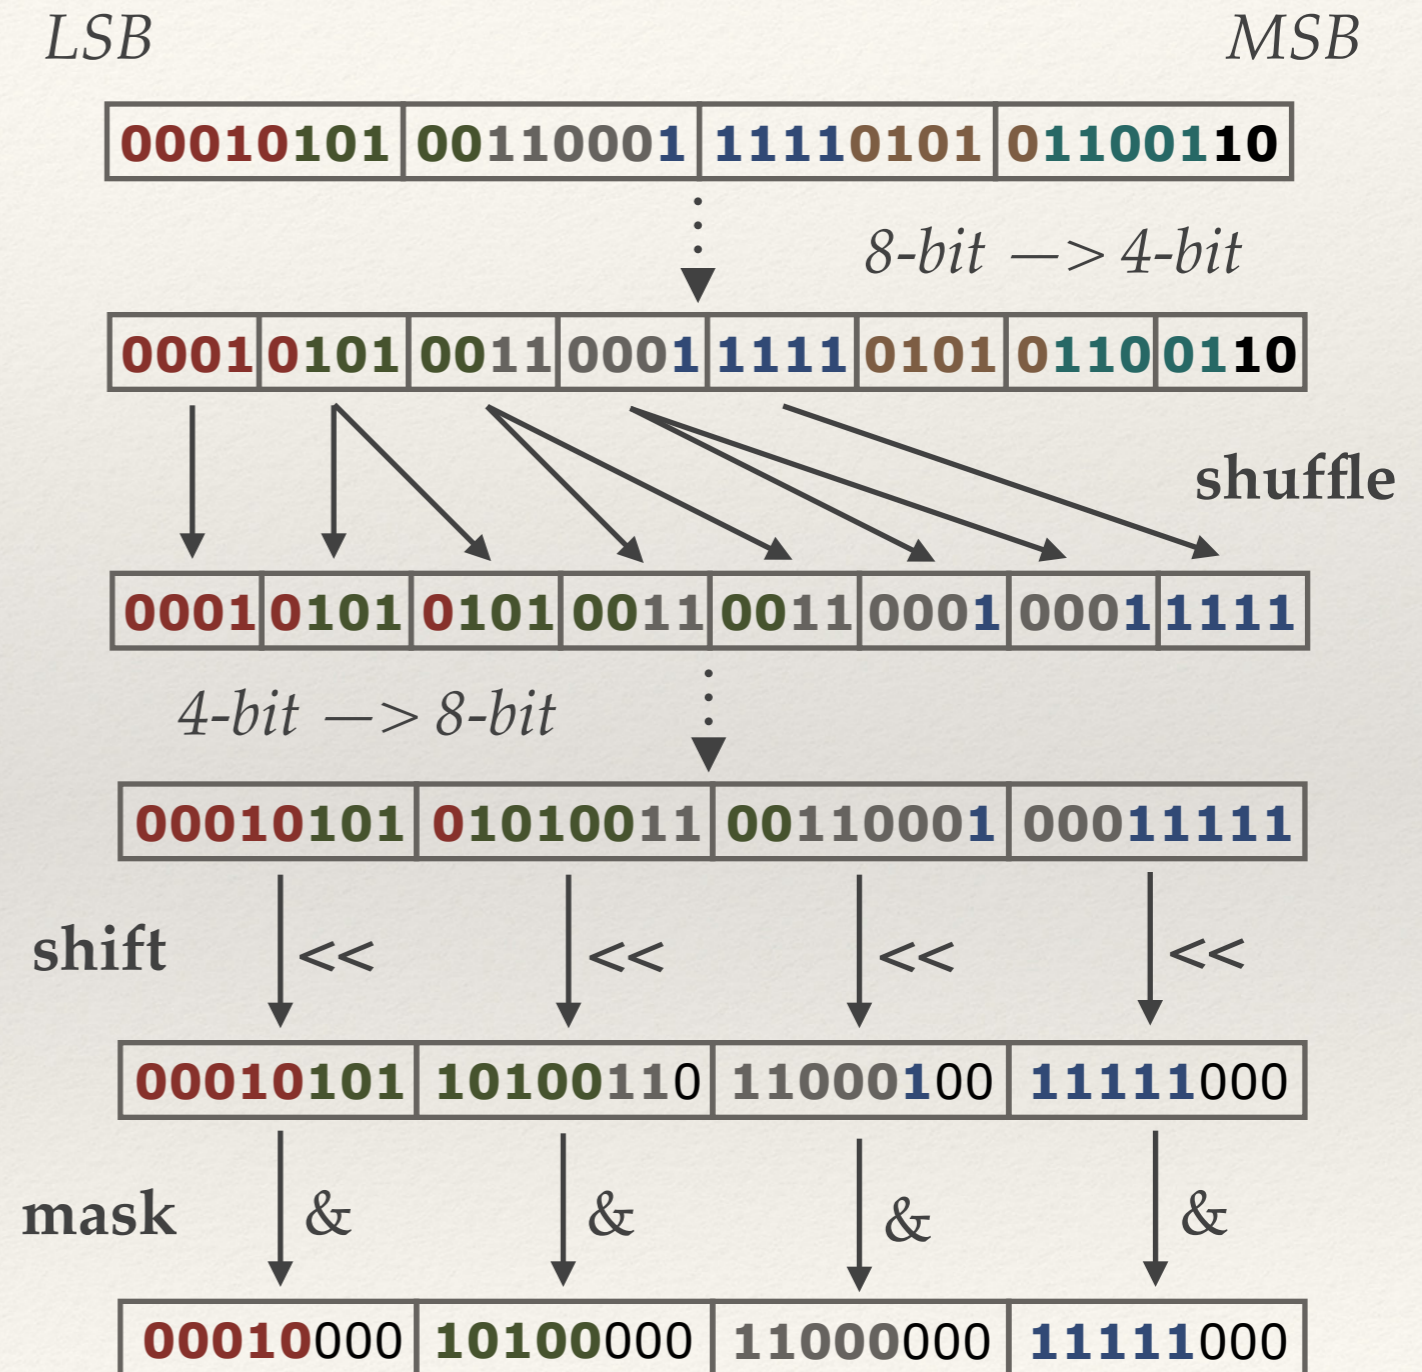 LSB MSB
00010101 00110001 11110101 01100110
8-bit —> 4-bit
0001 0101 0011 0001 1111 0101 0110 0110
shuffle
0001 0101 0101 0011 0011 0001 0001 1111
4-bit —> 8-bit
00010101 01010011 00110001 00011111
shift << << << <<
00010101 10100110 11000100 11111000
mask & & & &
00010000 10100000 11000000 11111000